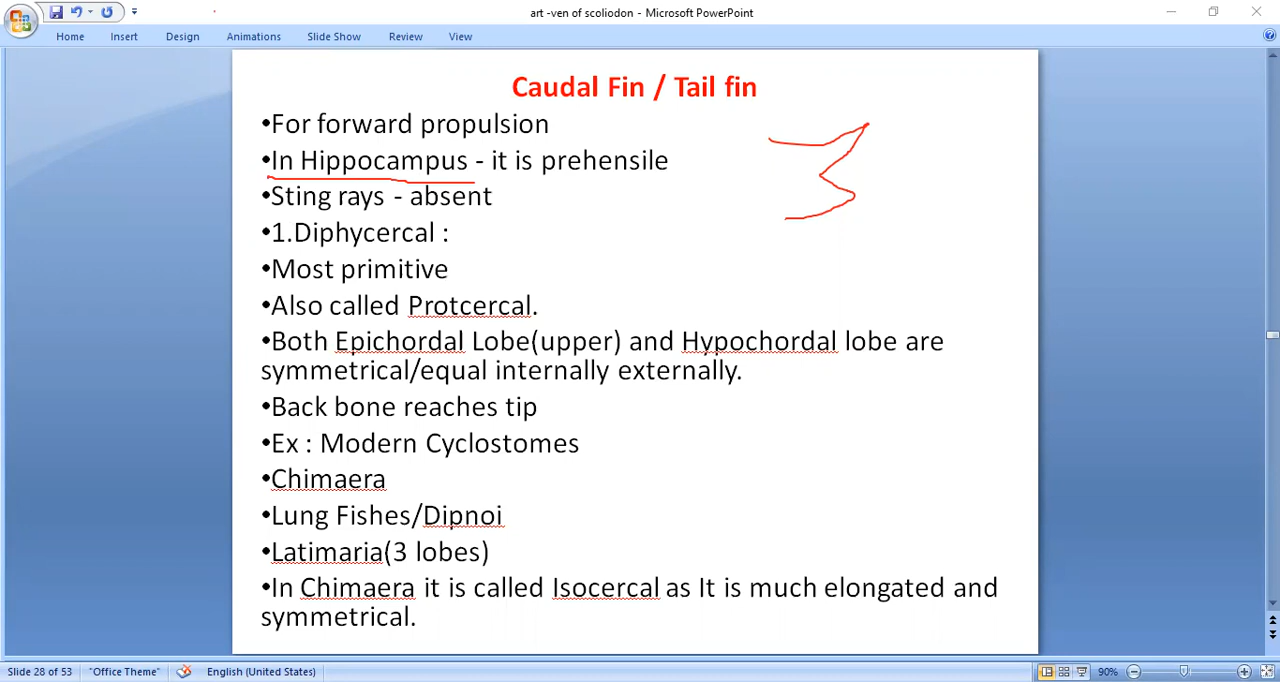 art -ven of scoliodon - Microsoft PowerPoint
Home Insert Design Animations Slide Show Review View
Caudal Fin / Tail fin
•For forward propulsion
•In Hippocampus - it is prehensile
•Sting rays - absent
•1.Diphycercal :
•Most primitive
•Also called Protcercal.
•Both Epichordal Lobe(upper) and Hypochordal lobe are
symmetrical/equal internally externally.
•Back bone reaches tip
•Ex : Modern Cyclostomes
•Chimaera
•Lung Fishes/Dipnoi
•Latimaria(3 lobes)
•In Chimaera it is called Isocercal as It is much elongated and
symmetrical.
Slide 28 of 53 "Office Theme" English (United States) 90%